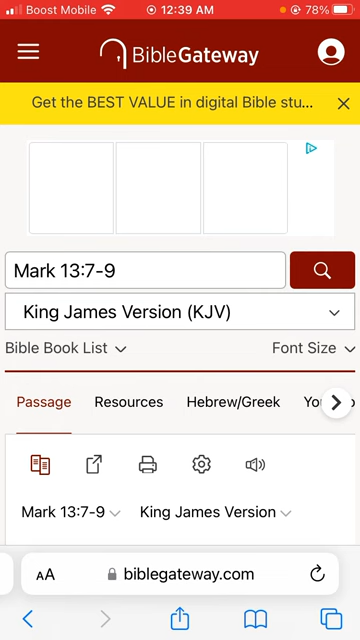 Boost Mobile 12:39 AM 78%
BibleGateway
Get the BEST VALUE in digital Bible stu...
Mark 13:7-9
King James Version (KJV)
Bible Book List Font Size
Passage Resources Hebrew/Greek
Mark 13:7-9 King James Version
AA biblegateway.com